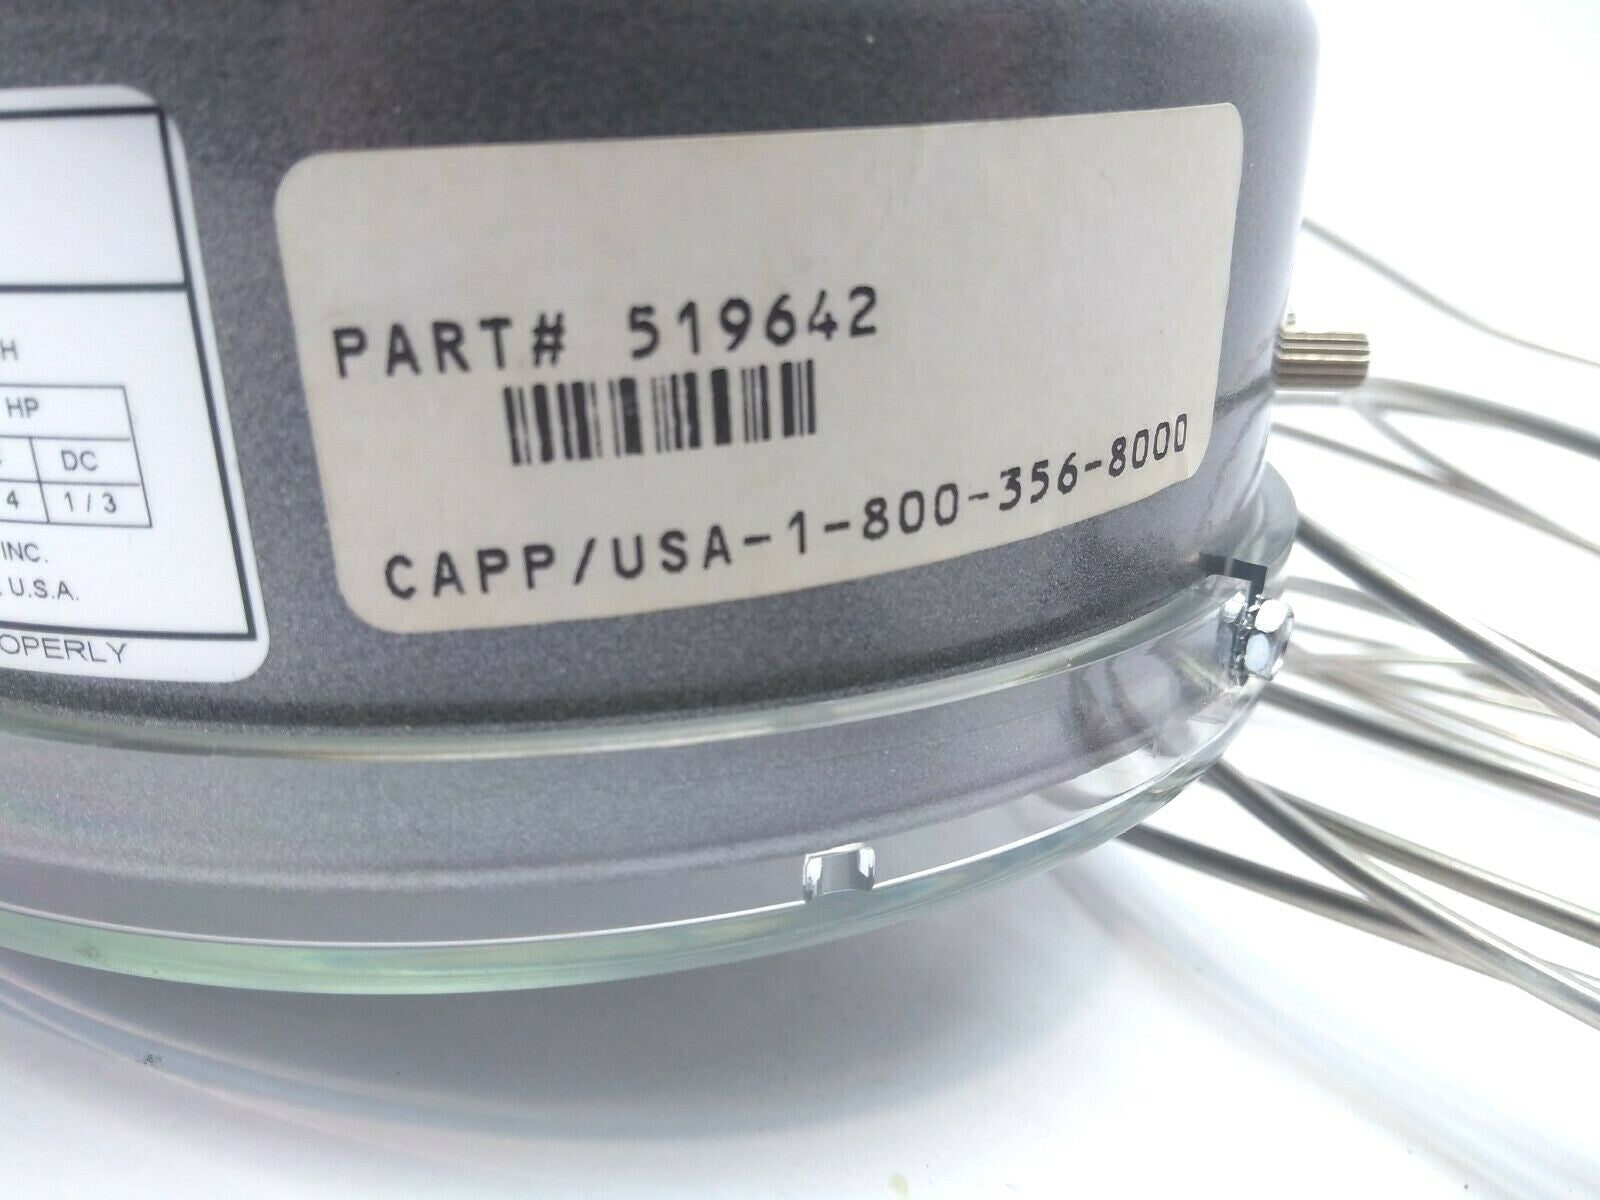 H
HP
DC
4 1/3
INC.
U.S.A.
OPERLY
PART# 519642
CAPP/USA-1-800-356-8000